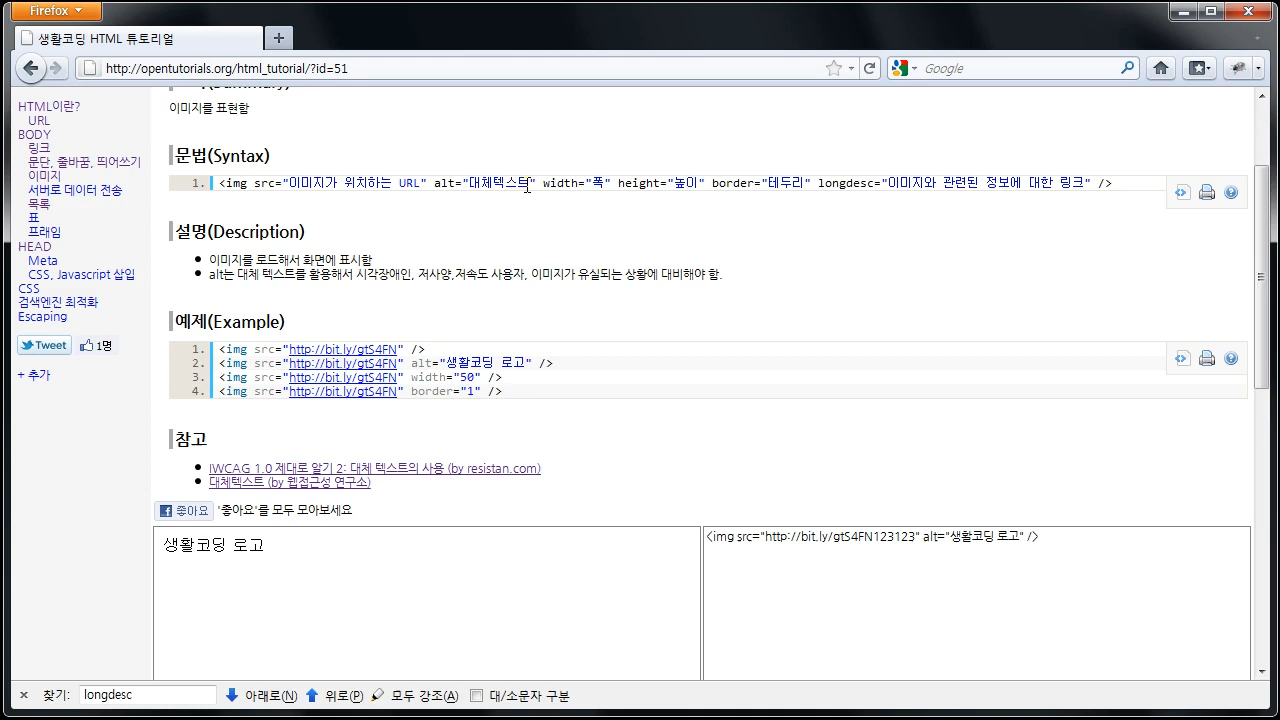 Firefox
생활코딩 HTML 튜토리얼
http://opentutorials.org/html_tutorial/?id=51
Google
HTML이란?
URL
BODY
링크
문단, 줄바꿈, 띄어쓰기
이미지
서버로 데이터 전송
목록
표
프래임
HEAD
Meta
CSS, Javascript 삽입
CSS
검색엔진 최적화
Escaping
Tweet 1명
+ 추가
이미지를 표현함
문법(Syntax)
1. <img src="이미지가 위치하는 URL" alt="대체텍스트" width="폭" height="높이" border="테두리" longdesc="이미지와 관련된 정보에 대한 링크" />
설명(Description)
이미지를 로드해서 화면에 표시함
alt는 대체 텍스트를 활용해서 시각장애인, 저사양,저속도 사용자, 이미지가 유실되는 상황에 대비해야 함.
예제(Example)
1. <img src="http://bit.ly/gtS4FN" />
2. <img src="http://bit.ly/gtS4FN" alt="생활코딩 로고" />
3. <img src="http://bit.ly/gtS4FN" width="50" />
4. <img src="http://bit.ly/gtS4FN" border="1" />
참고
IWCAG 1.0 제대로 알기 2: 대체 텍스트의 사용 (by resistan.com)
대체텍스트 (by 웹접근성 연구소)
좋아요 '좋아요'를 모두 모아보세요
생활코딩 로고
<img src="http://bit.ly/gtS4FN123123" alt="생활코딩 로고" />
찾기: longdesc 아래로(N) 위로(P) 모두 강조(A) 대/소문자 구분